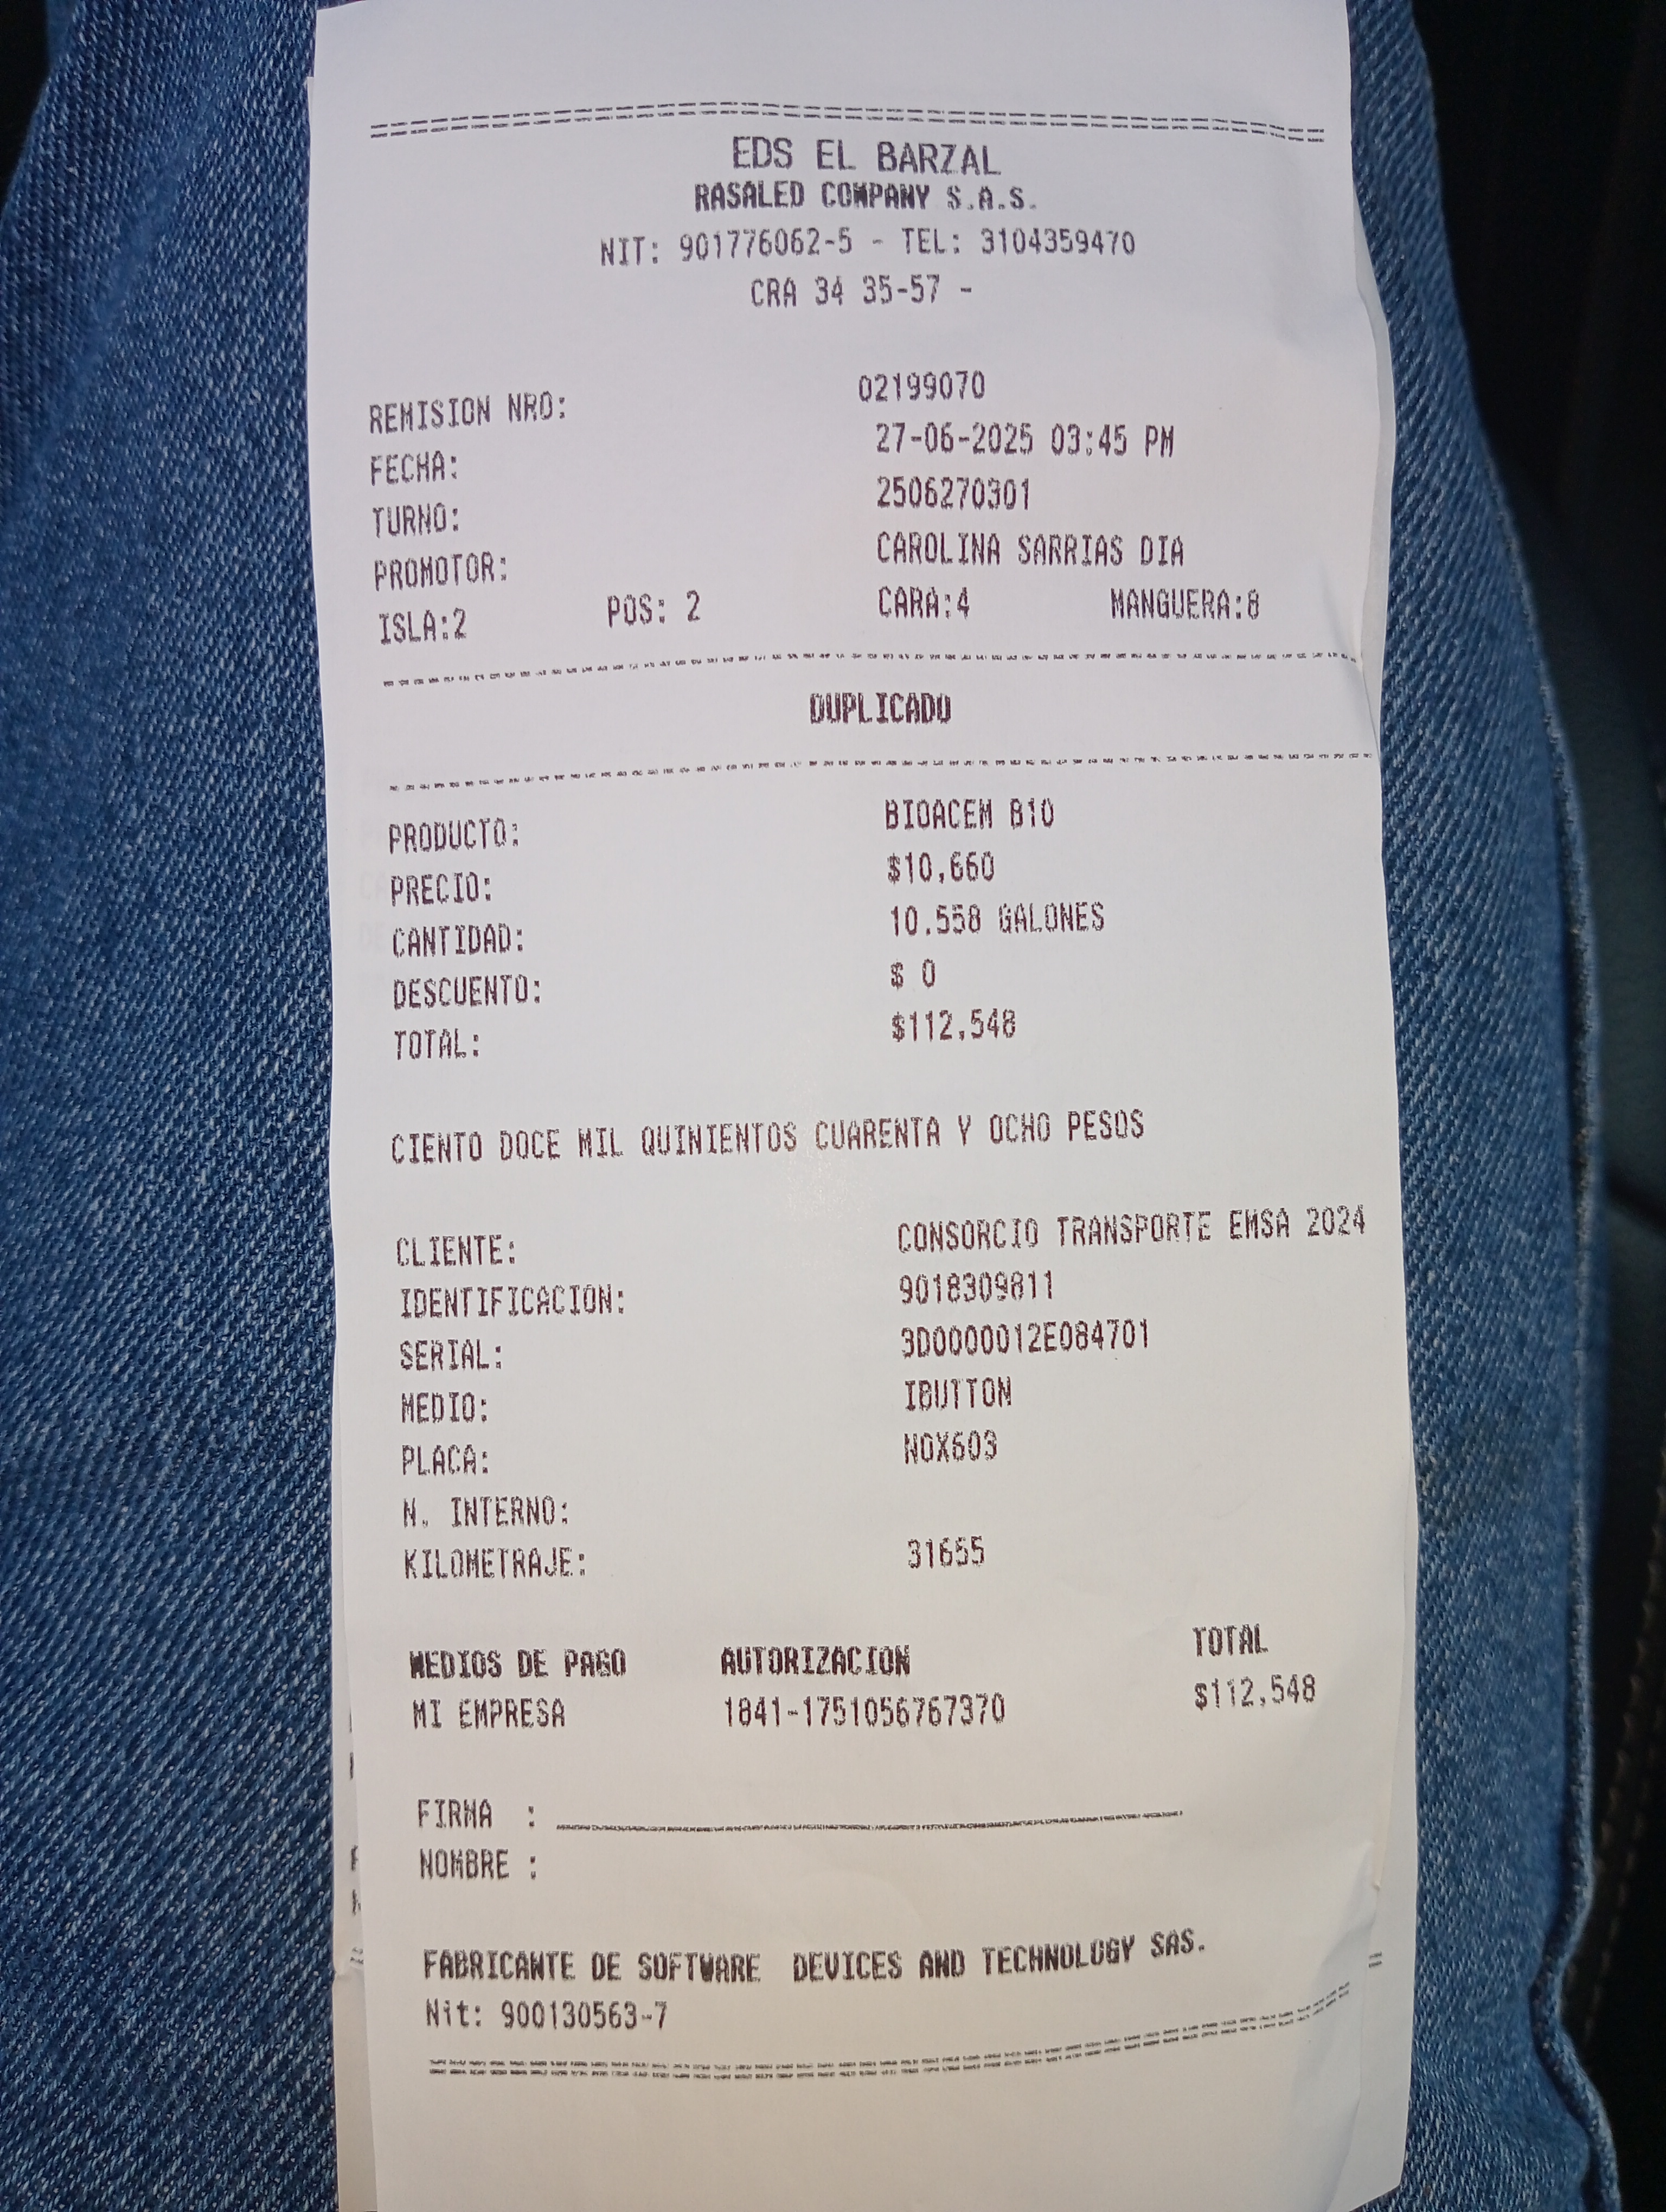 EDS EL BARZAL
RASALED COMPANY S.A.S.
NIT: 901776062-5 - TEL: 3104359470
CRA 34 35-57 -
REMISION NRO: 02199070
FECHA: 27-06-2025 03:45 PM
TURNO: 2506270301
PROMOTOR: CAROLINA SARRIAS DIA
ISLA:2 POS: 2 CARA:4 MANGUERA:8
DUPLICADO
PRODUCTO: BIOACEM B10
PRECIO: $10,660
CANTIDAD: 10.558 GALONES
DESCUENTO: $ 0
TOTAL: $112,548
CIENTO DOCE MIL QUINIENTOS CUARENTA Y OCHO PESOS
CLIENTE: CONSORCIO TRANSPORTE EMSA 2024
IDENTIFICACION: 9018309811
SERIAL: 3D0000012E084701
MEDIO: IBUTTON
PLACA: NOX603
N. INTERNO:
KILOMETRAJE: 31655
MEDIOS DE PAGO AUTORIZACION TOTAL
MI EMPRESA 1841-1751056767370 $112,548
FIRMA :
NOMBRE :
FABRICANTE DE SOFTWARE DEVICES AND TECHNOLOGY SAS.
Nit: 900130563-7